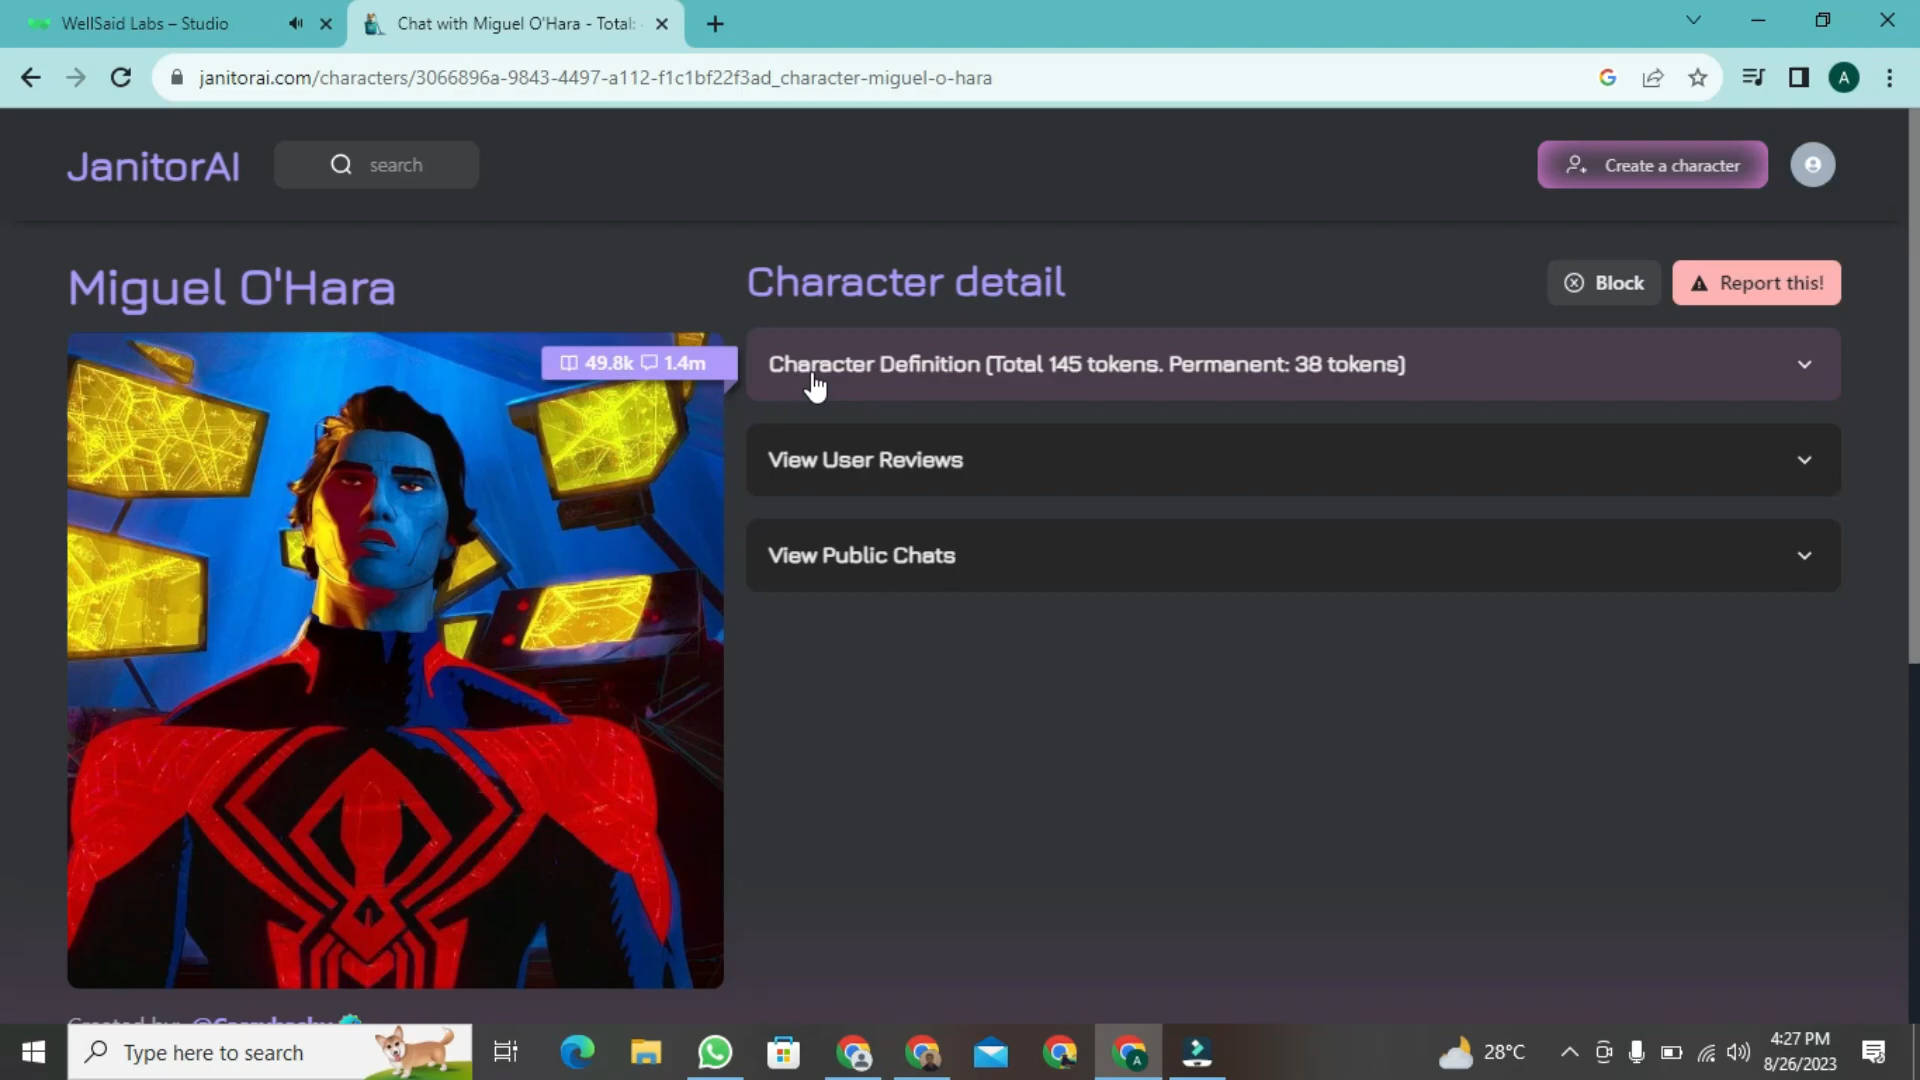 WellSaid Labs – Studio
Chat with Miguel O'Hara - Total:
janitorai.com/characters/3066896a-9843-4497-a112-f1c1bf22f3ad_character-miguel-o-hara
A
JanitorAI
search
Create a character
Miguel O'Hara
Character detail
Block
Report this!
49.8k 1.4m
Character Definition (Total 145 tokens. Permanent: 38 tokens)
View User Reviews
View Public Chats
Type here to search
A
28°C
4:27 PM
8/26/2023